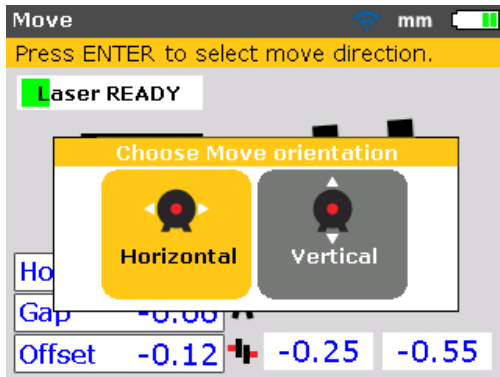 Move mm
Press ENTER to select move direction.
Laser READY
Choose Move orientation
Horizontal Vertical
Ho
Gap
Offset -0.12 -0.25 -0.55